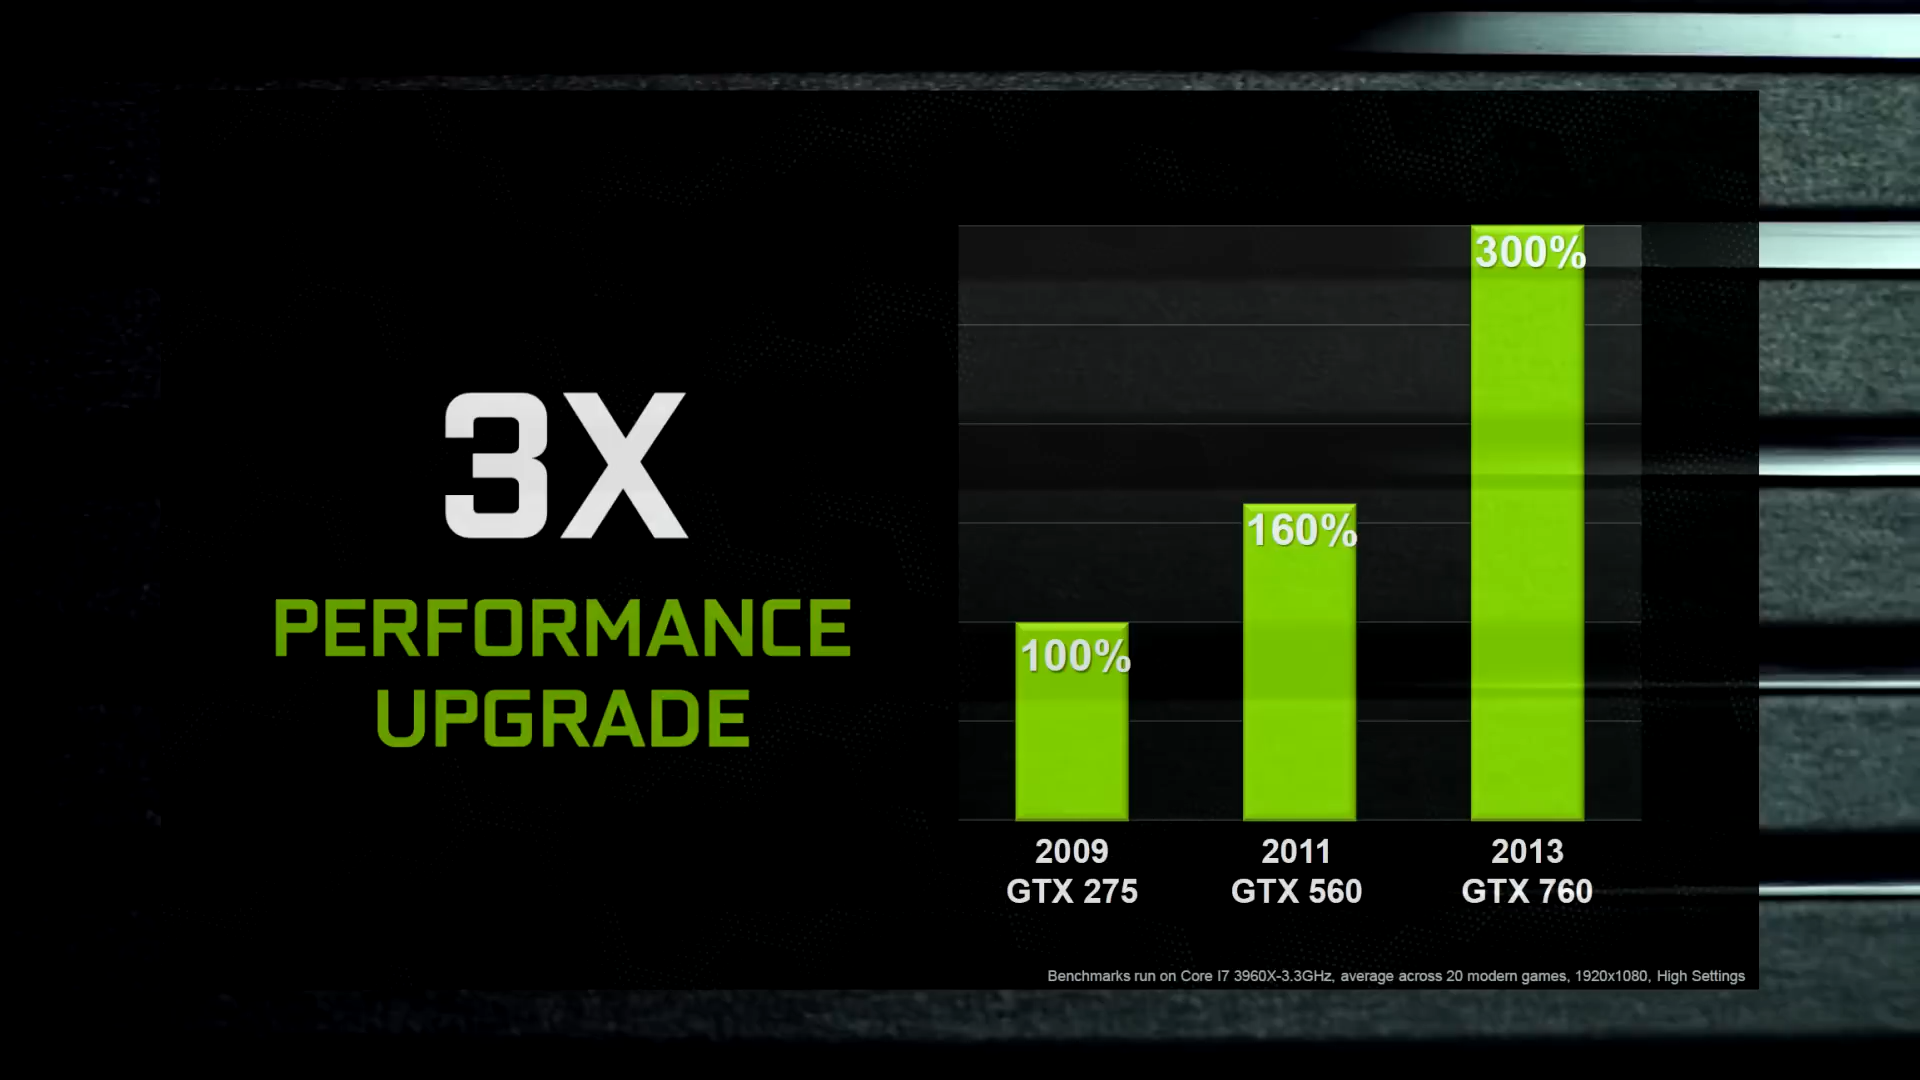 3X
PERFORMANCE
UPGRADE
300%
160%
100%
2009
GTX 275
2011
GTX 560
2013
GTX 760
Benchmarks run on Core I7 3960X-3.3GHz, average across 20 modern games, 1920x1080, High Settings